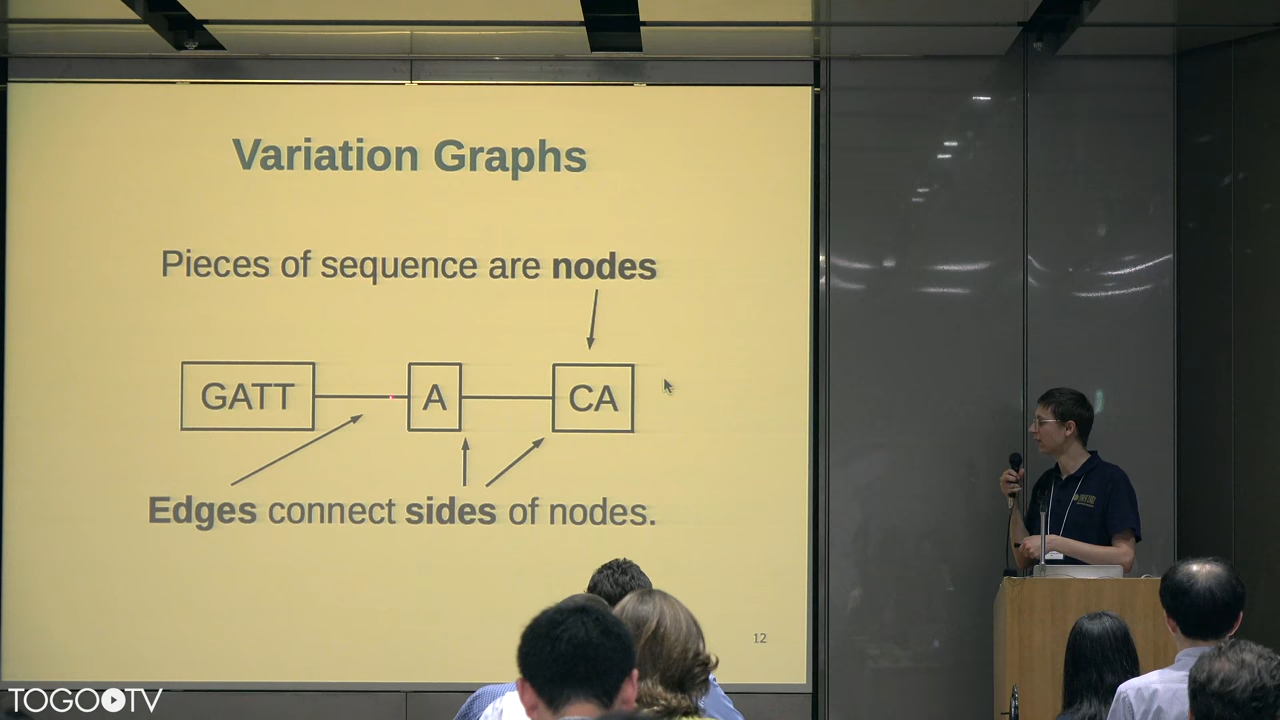 Variation Graphs
Pieces of sequence are nodes
GATT A CA
Edges connect sides of nodes.
12
TOGOTV